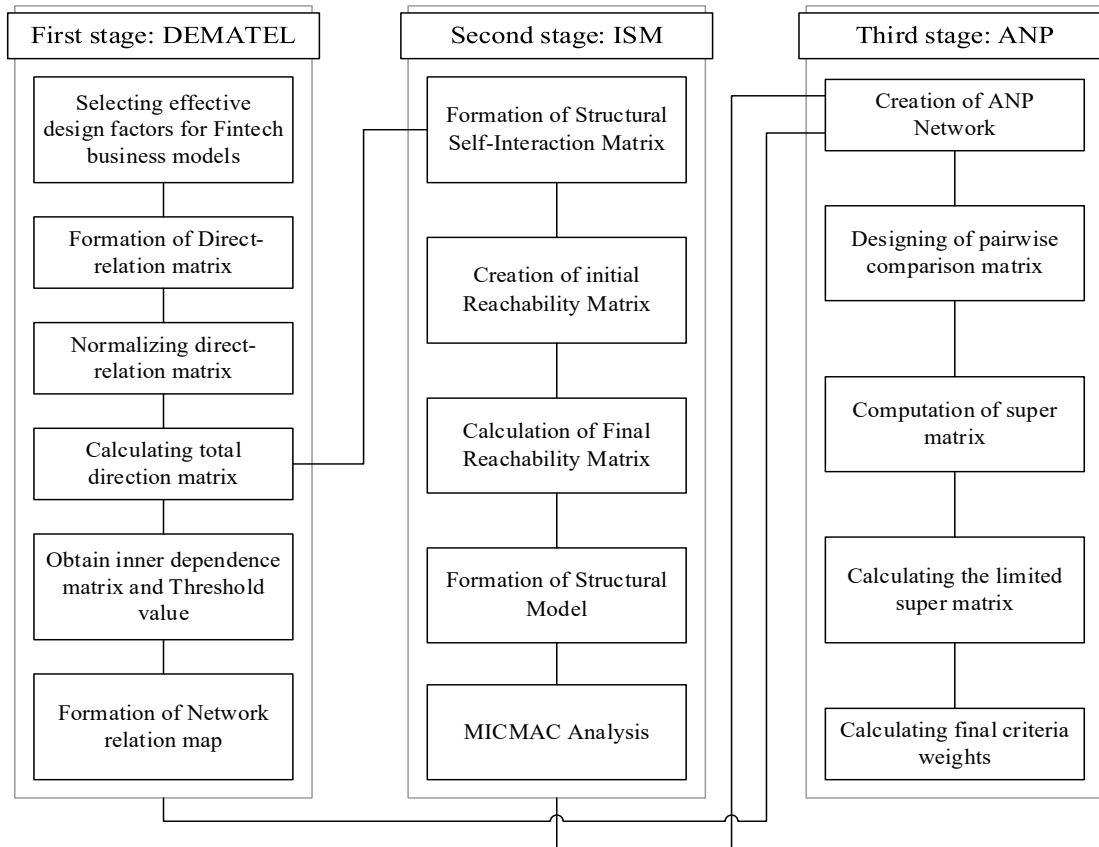 First stage: DEMATEL
Selecting effective
design factors for Fintech
business models
Formation of Direct-
relation matrix
Normalizing direct-
relation matrix
Calculating total
direction matrix
Obtain inner dependence
matrix and Threshold
value
Formation of Network
relation map
Second stage: ISM
Formation of Structural
Self-Interaction Matrix
Creation of initial
Reachability Matrix
Calculation of Final
Reachability Matrix
Formation of Structural
Model
MICMAC Analysis
Third stage: ANP
Creation of ANP
Network
Designing of pairwise
comparison matrix
Computation of super
matrix
Calculating the limited
super matrix
Calculating final criteria
weights